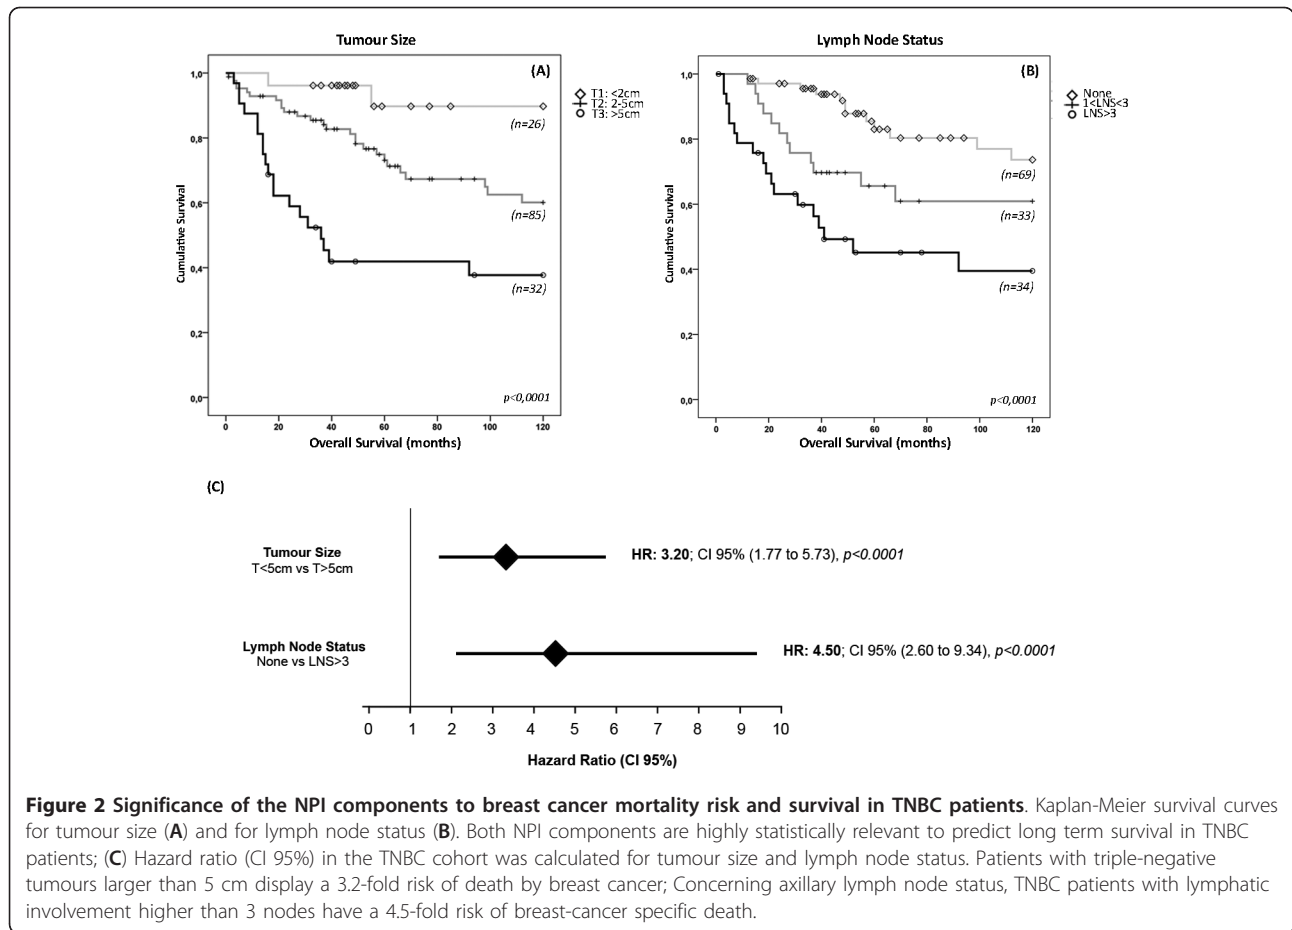 Tumour Size
(A)
1,0
0,8
0,6
0,4
0,2
0,0
Cumulative Survival
T1: <2cm
T2: 2-5cm
T3: >5cm
(n=26)
(n=85)
(n=32)
p<0,0001
0 20 40 60 80 100 120
Overall Survival (months)
Lymph Node Status
(B)
1,0
0,8
0,6
0,4
0,2
0,0
Cumulative Survival
None
1<LNS<3
LNS>3
(n=69)
(n=33)
(n=34)
p<0,0001
0 20 40 60 80 100 120
Overall Survival (months)
(C)
Tumour Size
T<5cm vs T>5cm
HR: 3.20; CI 95% (1.77 to 5.73), p<0.0001
Lymph Node Status
None vs LNS>3
HR: 4.50; CI 95% (2.60 to 9.34), p<0.0001
0 1 2 3 4 5 6 7 8 9 10
Hazard Ratio (CI 95%)
Figure 2 Significance of the NPI components to breast cancer mortality risk and survival in TNBC patients. Kaplan-Meier survival curves
for tumour size (A) and for lymph node status (B). Both NPI components are highly statistically relevant to predict long term survival in TNBC
patients; (C) Hazard ratio (CI 95%) in the TNBC cohort was calculated for tumour size and lymph node status. Patients with triple-negative
tumours larger than 5 cm display a 3.2-fold risk of death by breast cancer; Concerning axillary lymph node status, TNBC patients with lymphatic
involvement higher than 3 nodes have a 4.5-fold risk of breast-cancer specific death.